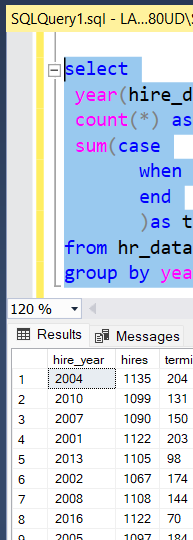 SQLQuery1.sql - LA...80UD\S
select
year(hire_d
count(*) as
sum(case
when
end
)as t
from hr_data
group by yea
120 %
Results Messages
hire_year hires termi
1 2004 1135 204
2 2010 1099 131
3 2007 1090 150
4 2001 1122 203
5 2013 1105 98
6 2002 1067 174
7 2008 1108 144
8 2016 1122 70
9 2005 1097 184